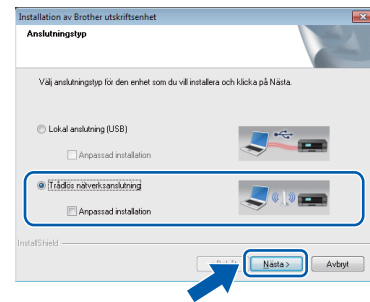 Installation av Brother utskriftsenhet
Anslutningstyp
Välj anslutningstyp för den enhet som du vill installera och klicka på Nästa.
Lokal anslutning (USB)
Anpassad installation
Trådlös nätverksanslutning
Anpassad installation
InstallShield
Nästa >
Avbryt